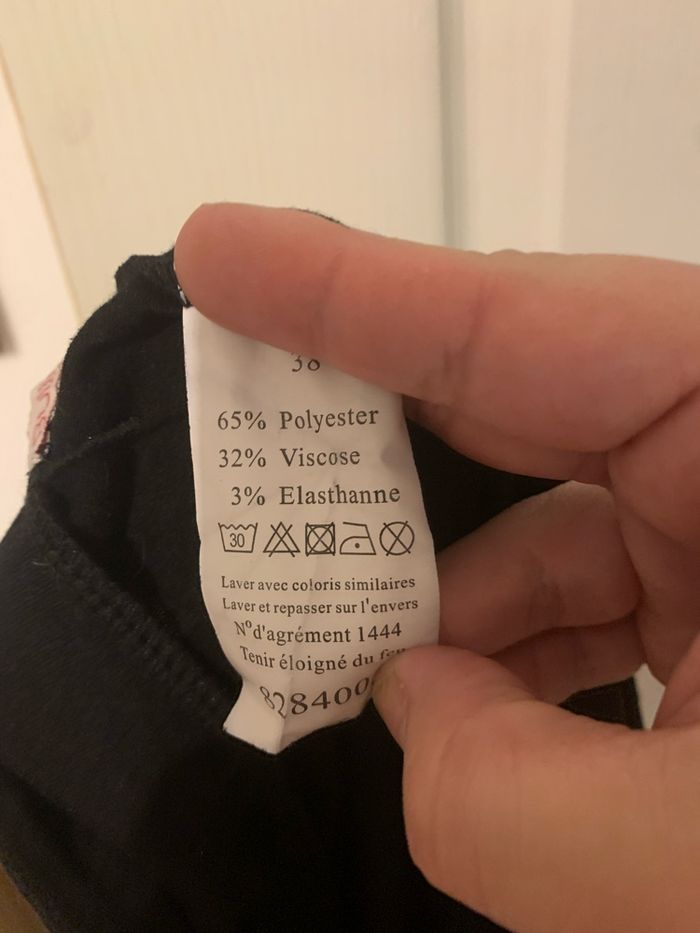 38
65% Polyester
32% Viscose
3% Elasthanne
30
Laver avec coloris similaires
Laver et repasser sur l'envers
N°d'agrément 1444
Tenir éloigné du feu